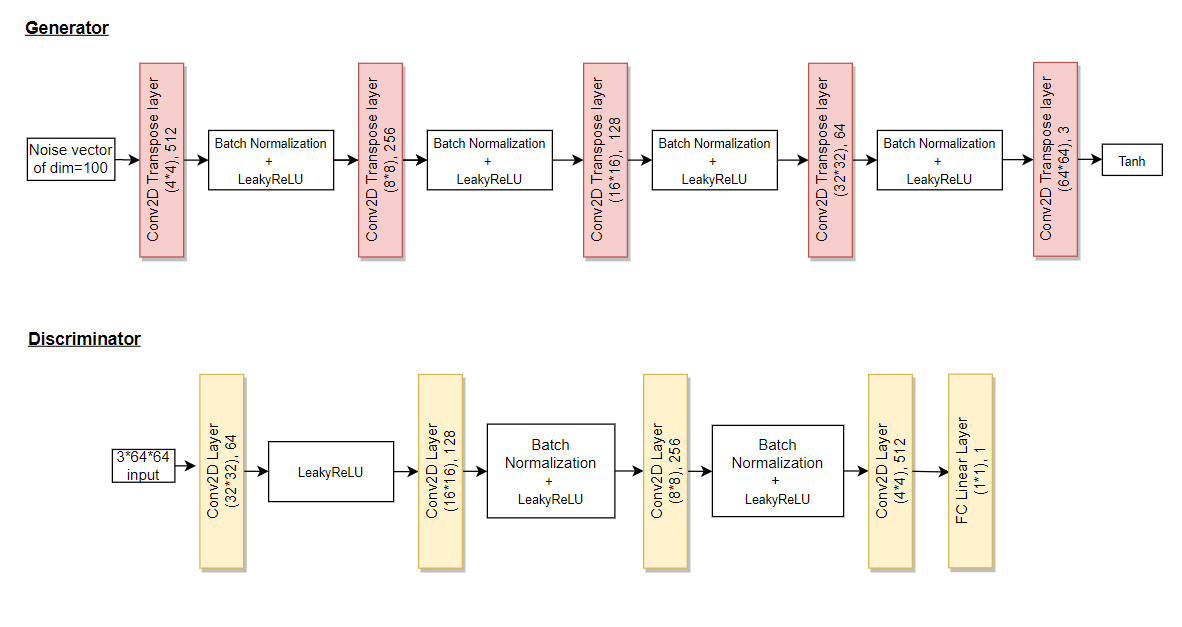 Generator
Noise vector
of dim=100
Conv2D Transpose layer
(4*4), 512
Batch Normalization
+
LeakyReLU
Conv2D Transpose layer
(8*8), 256
Batch Normalization
+
LeakyReLU
Conv2D Transpose layer
(16*16), 128
Batch Normalization
+
LeakyReLU
Conv2D Transpose layer
(32*32), 64
Batch Normalization
+
LeakyReLU
Conv2D Transpose layer
(64*64), 3
Tanh
Discriminator
3*64*64
input
Conv2D Layer
(32*32), 64
LeakyReLU
Conv2D Layer
(16*16), 128
Batch
Normalization
+
LeakyReLU
Conv2D Layer
(8*8), 256
Batch
Normalization
+
LeakyReLU
Conv2D Layer
(4*4), 512
FC Linear Layer
(1*1), 1